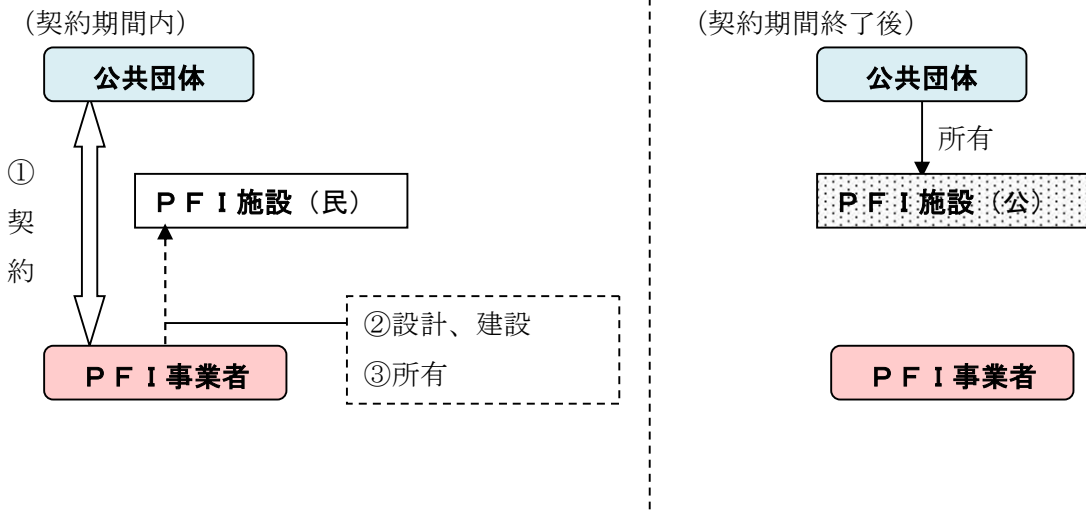 (契約期間内)
公共団体
①
契
約
PFI施設（民）
②設計、建設
③所有
PFI事業者
(契約期間終了後)
公共団体
所有
PFI施設（公）
PFI事業者